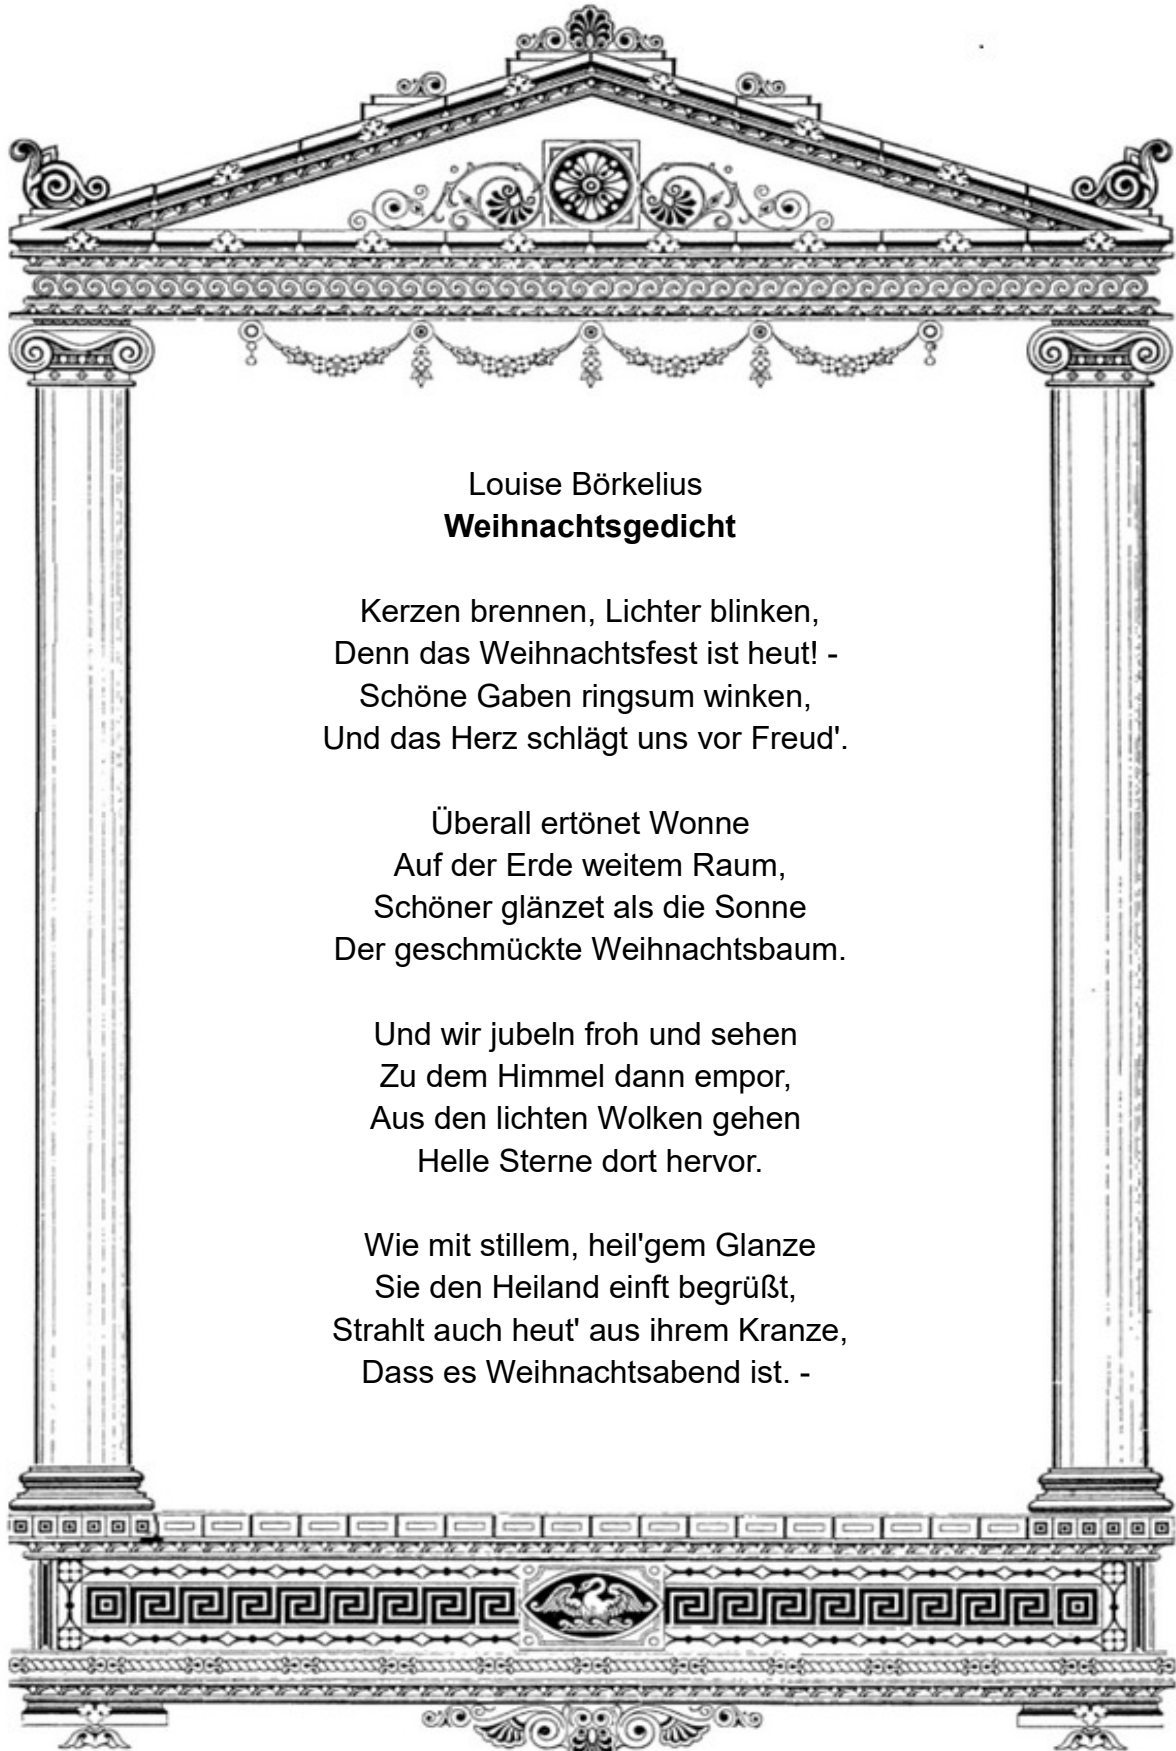 Louise Börkelius
Weihnachtsgedicht
Kerzen brennen, Lichter blinken,
Denn das Weihnachtsfest ist heut! -
Schöne Gaben ringsum winken,
Und das Herz schlägt uns vor Freud'.
Überall ertönet Wonne
Auf der Erde weitem Raum,
Schöner glänzet als die Sonne
Der geschmückte Weihnachtsbaum.
Und wir jubeln froh und sehen
Zu dem Himmel dann empor,
Aus den lichten Wolken gehen
Helle Sterne dort hervor.
Wie mit stillem, heil'gem Glanze
Sie den Heiland einft begrüßt,
Strahlt auch heut' aus ihrem Kranze,
Dass es Weihnachtsabend ist. -